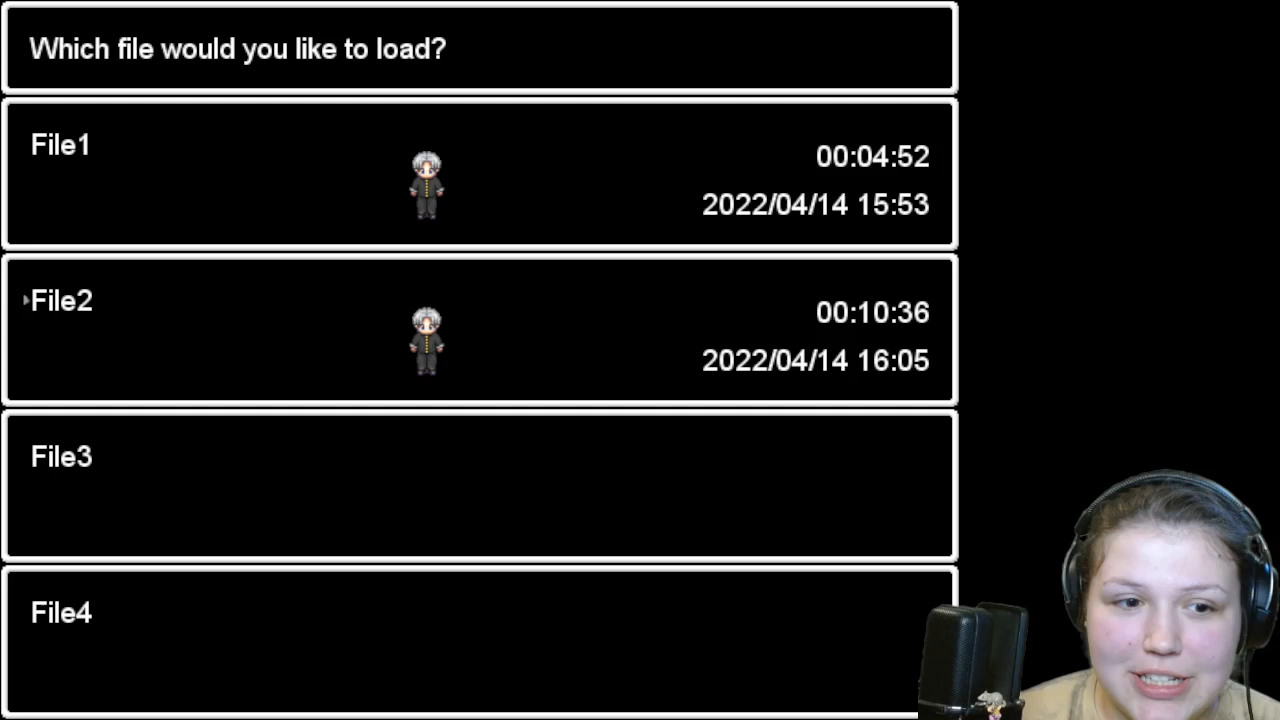 Which file would you like to load?
File1
00:04:52
2022/04/14 15:53
File2
00:10:36
2022/04/14 16:05
File3
File4